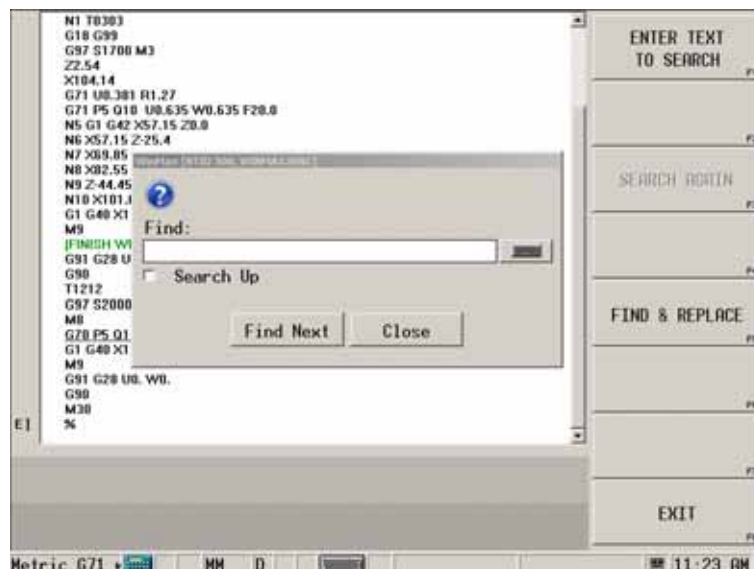 N1 T0303
G18 G99
G97 S1700 M3
Z2.54
X104.14
G71 U0.381 R1.27
G71 P5 Q10 U0.635 W0.635 F20.0
N5 G1 G42 X57.15 Z0.0
N6 X57.15 Z-25.4
N7 X69.85
N8 X82.55
N9 Z-44.45
N10 X101.
G1 G40 X1
M9
(FINISH
G91 G28 U
G90
T1212
G97 S2000
M8
G70 P5 Q1
G1 G40 X1
M9
G91 G28 U0. W0.
G90
M30
E] %
Find:
Search Up
Find Next Close
ENTER TEXT
TO SEARCH
SEARCH AGAIN
FIND & REPLACE
EXIT
Metric G71 MM D 11:23 AM